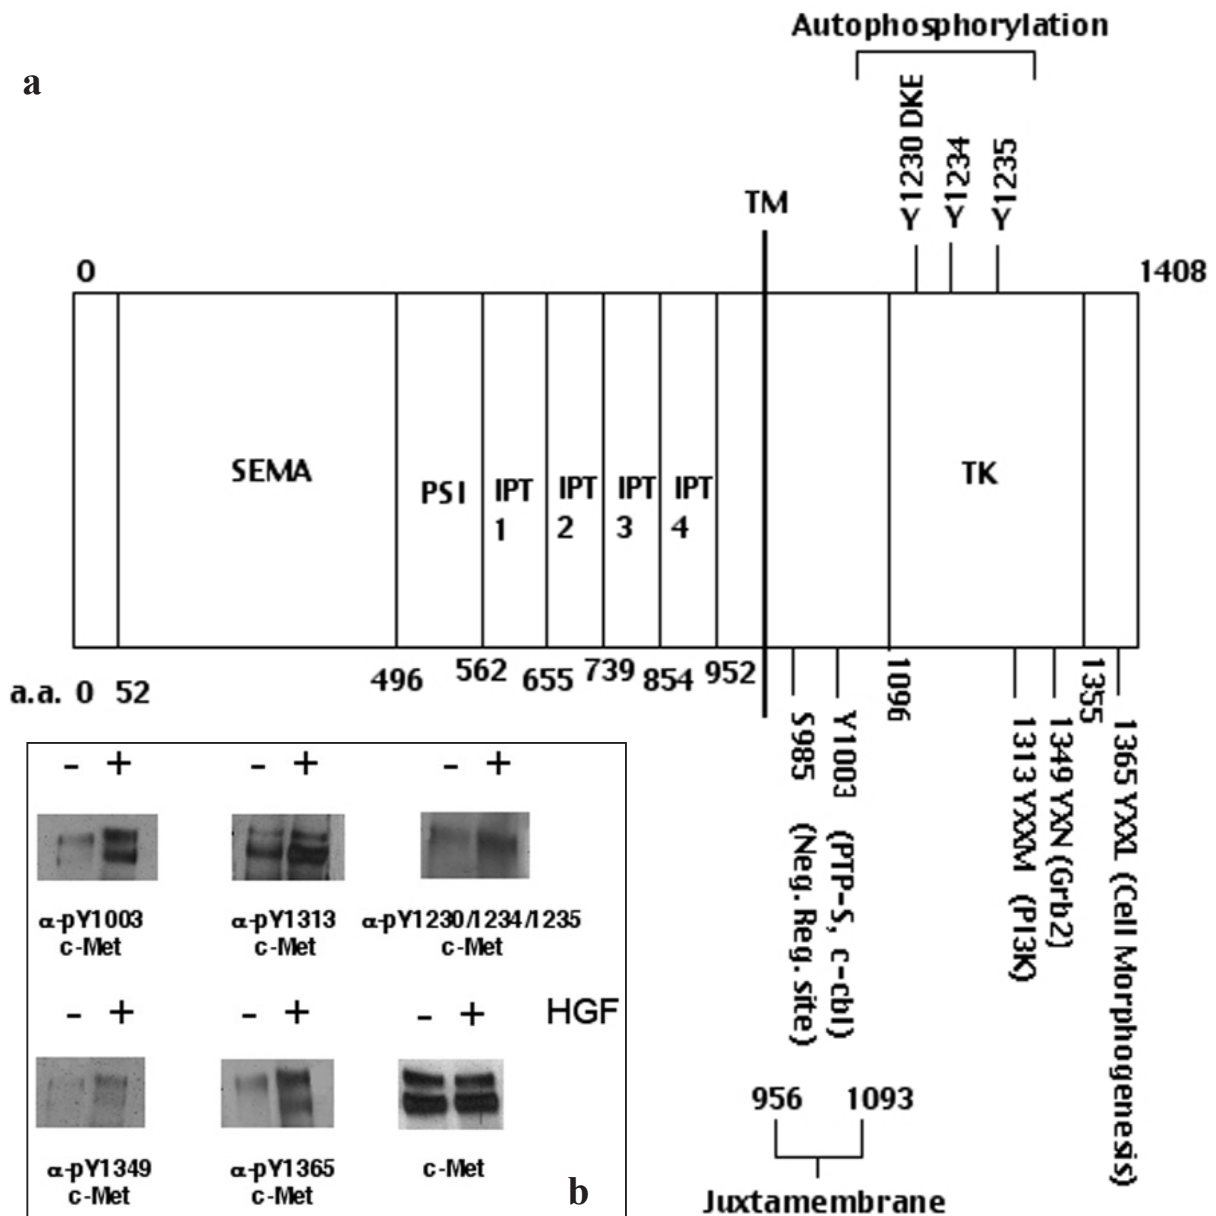 a
Autophosphorylation
Y1230 DKE
Y1234
Y1235
TM
0
1408
SEMA
PSI
IPT 1
IPT 2
IPT 3
IPT 4
TK
a.a. 0 52 496 562 655 739 854 952
1096
1355
S985 (Neg. Reg. site)
Y1003 (PTP-S, c-cbl)
1313 YXXM (PI3K)
1349 YXN (Grb2)
1365 YXXL (Cell Morphogenesis)
956 1093
Juxtamembrane
- + - + - +
α-pY1003 α-pY1313 α-pY1230/1234/1235
c-Met c-Met c-Met
- + - + - + HGF
α-pY1349 α-pY1365 c-Met
c-Met c-Met
b